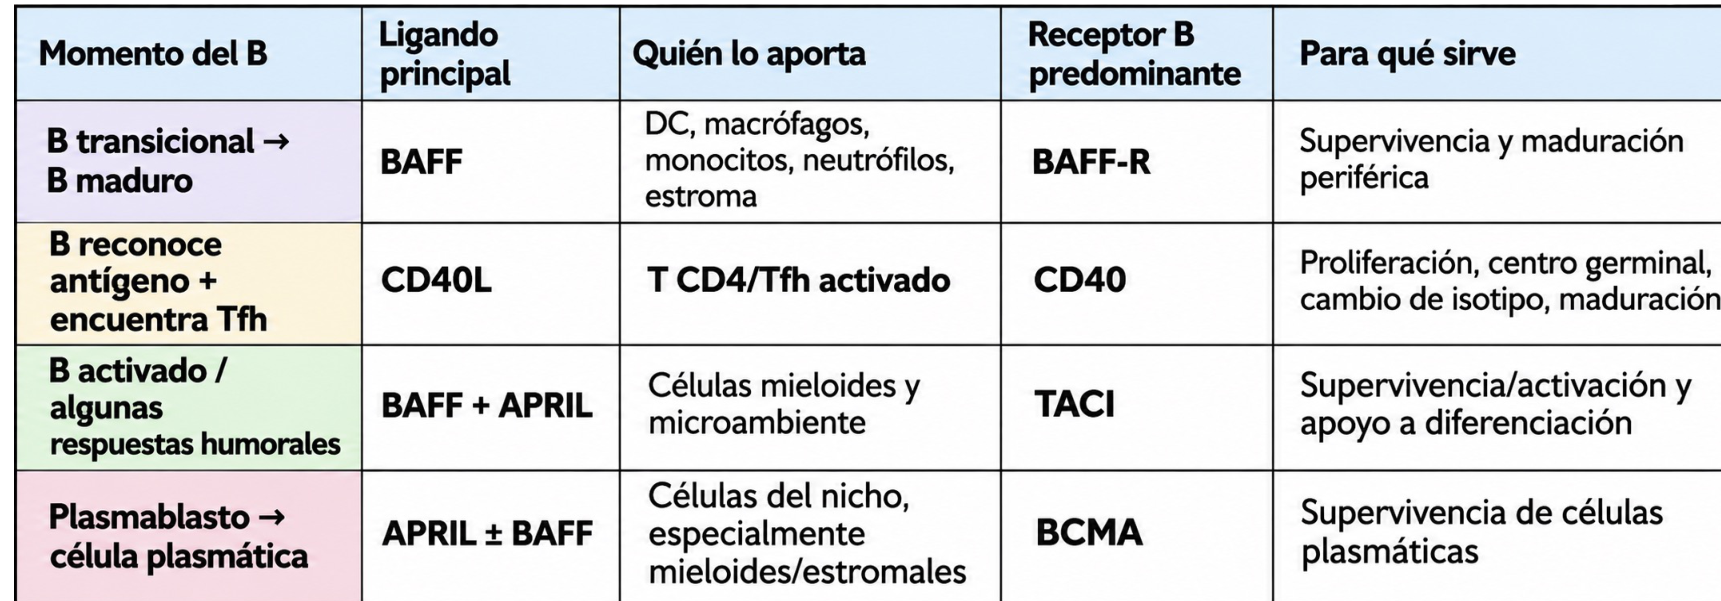 Momento del B
Ligando
principal
Quién lo aporta
Receptor B
predominante
Para qué sirve
B transicional →
B maduro
BAFF
DC, macrófagos,
monocitos, neutrófilos,
estroma
BAFF-R
Supervivencia y maduración
periférica
B reconoce
antígeno +
encuentra Tfh
CD40L
T CD4/Tfh activado
CD40
Proliferación, centro germinal,
cambio de isotipo, maduración
B activado /
algunas
respuestas humorales
BAFF + APRIL
Células mieloides y
microambiente
TACI
Supervivencia/activación y
apoyo a diferenciación
Plasmablasto →
célula plasmática
APRIL ± BAFF
Células del nicho,
especialmente
mieloides/estromales
BCMA
Supervivencia de células
plasmáticas